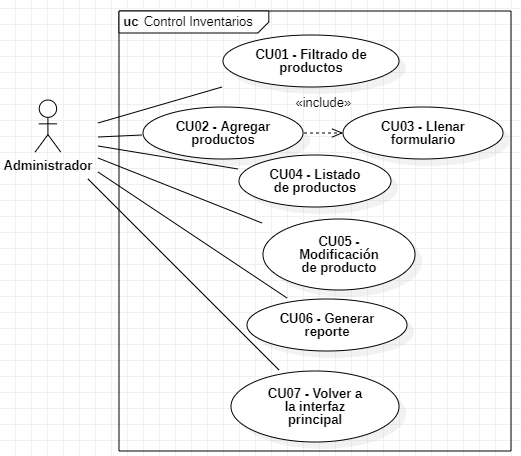 uc Control Inventarios
CU01 - Filtrado de
productos
«include»
CU02 - Agregar
productos
CU03 - Llenar
formulario
Administrador
CU04 - Listado
de productos
CU05 -
Modificación
de producto
CU06 - Generar
reporte
CU07 - Volver a
la interfaz
principal